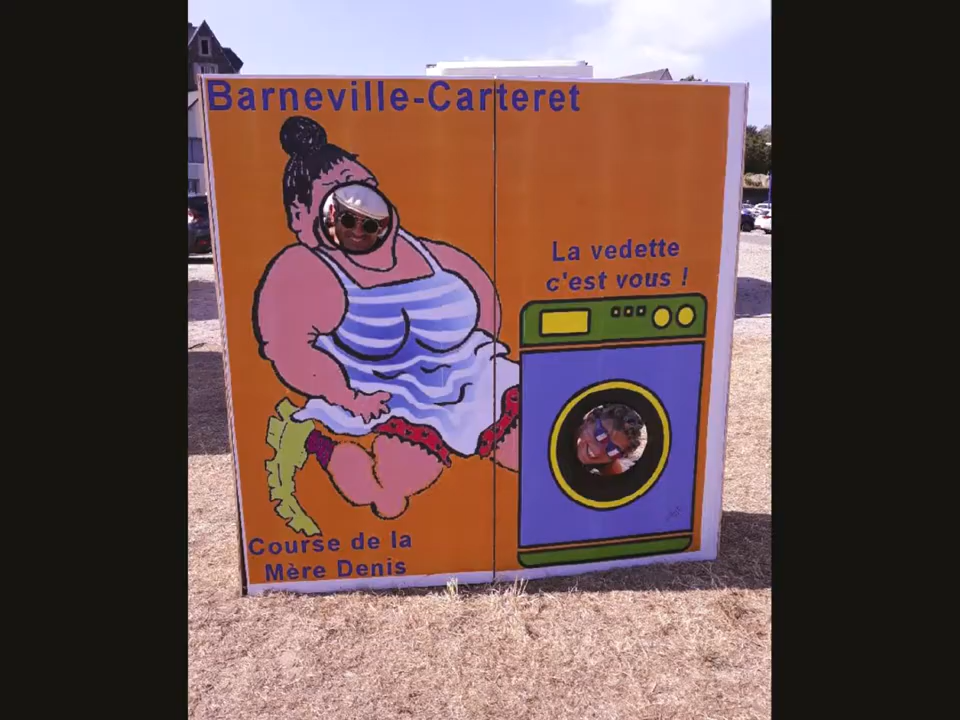 Barneville-Carteret
La vedette
c'est vous !
Course de la
Mère Denis